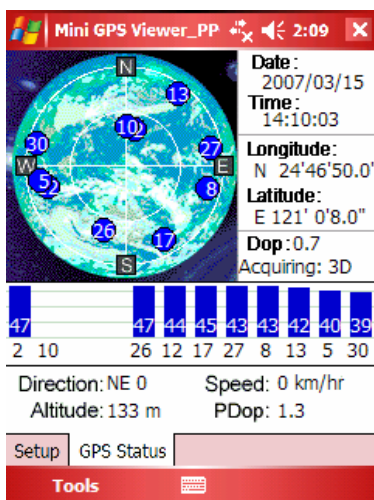 Mini GPS Viewer_PP 2:09
N
13
10
30
27
W
E
5
8
26
17
S
Date:
2007/03/15
Time:
14:10:03
Longitude:
N 24'46'50.0'
Latitude:
E 121' 0'8.0"
Dop:0.7
Acquiring: 3D
47 47 44 45 43 43 42 40 39
2 10 26 12 17 27 8 13 5 30
Direction: NE 0 Speed: 0 km/hr
Altitude: 133 m PDop: 1.3
Setup GPS Status
Tools